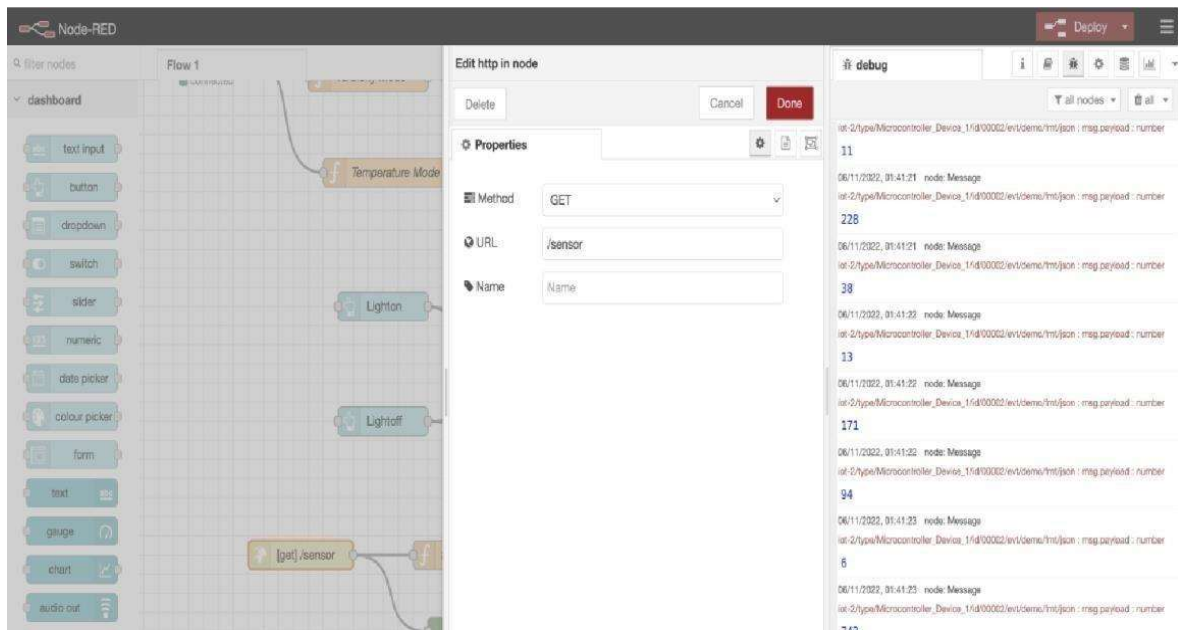 Node-RED
Deploy
filter nodes
dashboard
text input
button
dropdown
switch
slider
numeric
date picker
colour picker
form
text
abc
gauge
chart
audio out
Flow 1
Temperature Mode
Lighton
Lightoff
[get] /sensor
Edit http in node
Delete
Cancel
Done
Properties
Method
GET
URL
/sensor
Name
Name
debug
i
all nodes
all
iot-2/type/Microcontroller_Device_1/id/00002/evt/demo/fmt/json : msg.payload : number
11
06/11/2022, 01:41:21 node: Message
iot-2/type/Microcontroller_Device_1/id/00002/evt/demo/fmt/json : msg.payload : number
228
06/11/2022, 01:41:21 node: Message
iot-2/type/Microcontroller_Device_1/id/00002/evt/demo/fmt/json : msg.payload : number
38
06/11/2022, 01:41:22 node: Message
iot-2/type/Microcontroller_Device_1/id/00002/evt/demo/fmt/json : msg.payload : number
13
06/11/2022, 01:41:22 node: Message
iot-2/type/Microcontroller_Device_1/id/00002/evt/demo/fmt/json : msg.payload : number
171
06/11/2022, 01:41:22 node: Message
iot-2/type/Microcontroller_Device_1/id/00002/evt/demo/fmt/json : msg.payload : number
94
06/11/2022, 01:41:23 node: Message
iot-2/type/Microcontroller_Device_1/id/00002/evt/demo/fmt/json : msg.payload : number
6
06/11/2022, 01:41:23 node: Message
iot-2/type/Microcontroller_Device_1/id/00002/evt/demo/fmt/json : msg.payload : number